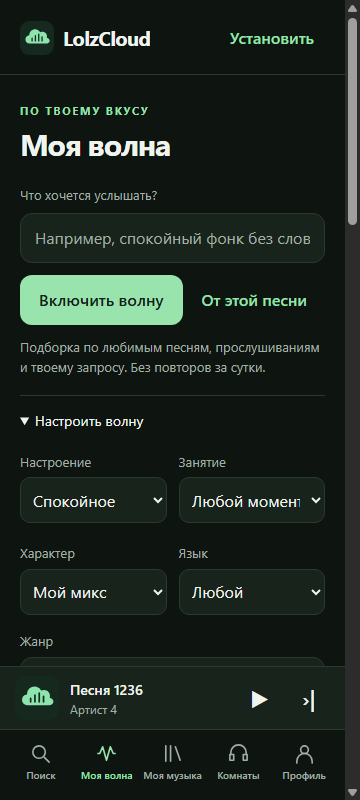 LolzCloud
Установить
ПО ТВОЕМУ ВКУСУ
Моя волна
Что хочется услышать?
Например, спокойный фонк без слов
Включить волну
От этой песни
Подборка по любимым песням, прослушиваниям
и твоему запросу. Без повторов за сутки.
▼ Настроить волну
Настроение
Занятие
Спокойное
Любой момент
Характер
Язык
Мой микс
Любой
Жанр
Песня 1236
Артист 4
Поиск
Моя волна
Моя музыка
Комнаты
Профиль